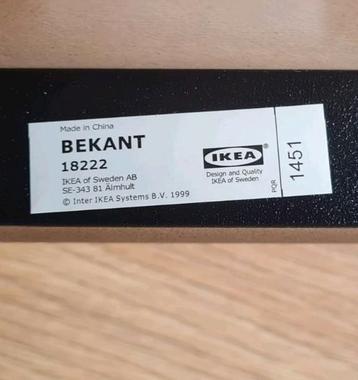 Made in China
BEKANT
18222
IKEA of Sweden AB
SE-343 81 Älmhult
© Inter IKEA Systems B.V. 1999
IKEA®
Design and Quality
IKEA of Sweden
PQR
1451